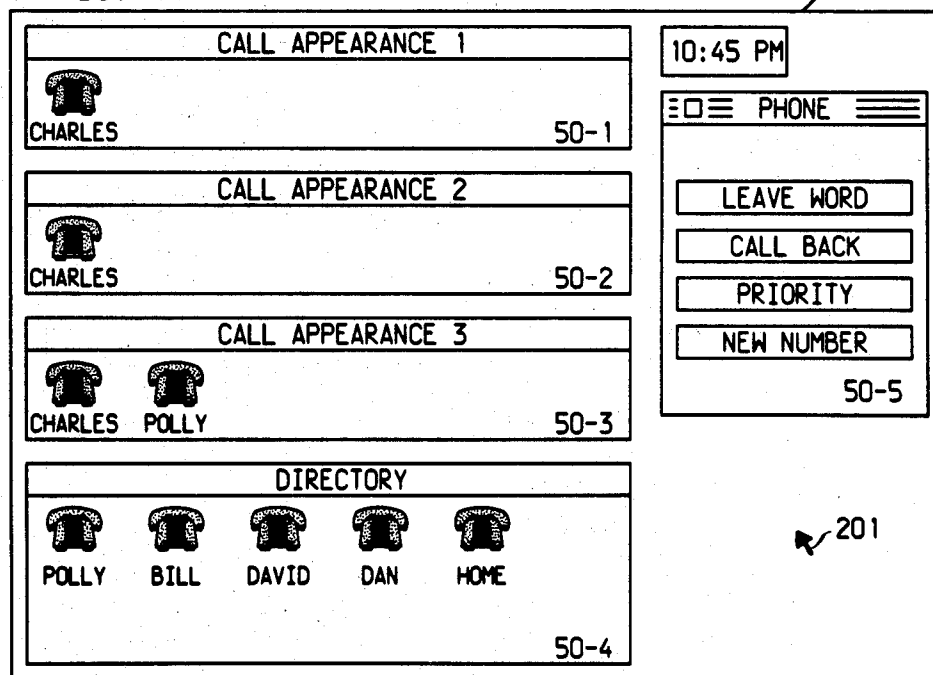 CALL APPEARANCE 1
CHARLES
50-1
CALL APPEARANCE 2
CHARLES
50-2
CALL APPEARANCE 3
CHARLES POLLY
50-3
DIRECTORY
POLLY BILL DAVID DAN HOME
50-4
10:45 PM
PHONE
LEAVE WORD
CALL BACK
PRIORITY
NEW NUMBER
50-5
201